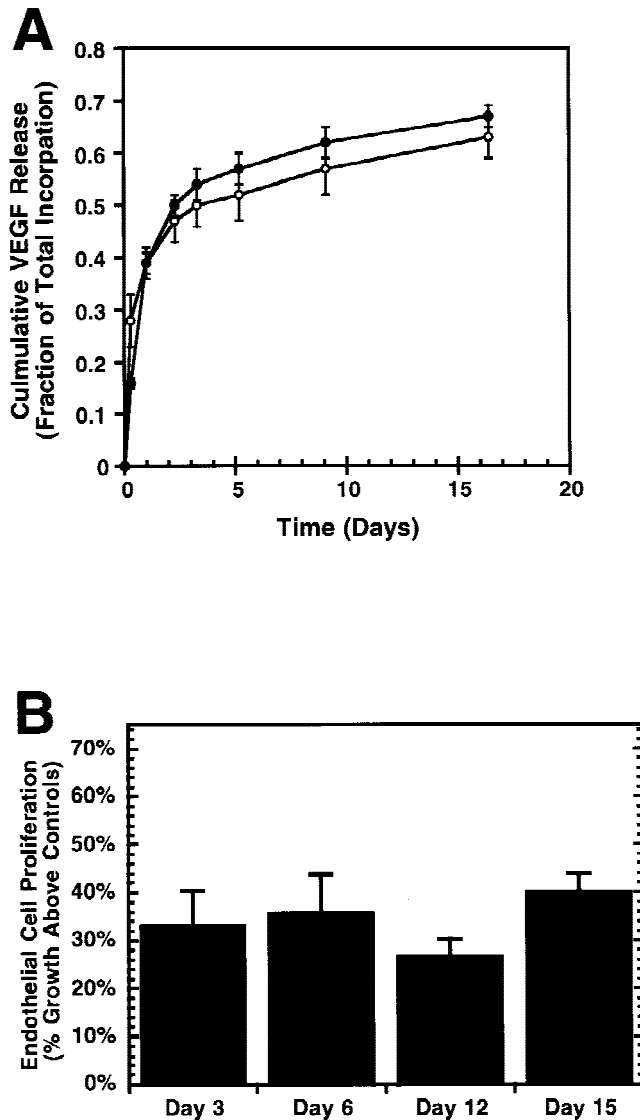 A
Culmulative VEGF Release
(Fraction of Total Incorpation)
0.8
0.7
0.6
0.5
0.4
0.3
0.2
0.1
0
0 5 10 15 20
Time (Days)
B
Endothelial Cell Proliferation
(% Growth Above Controls)
70%
60%
50%
40%
30%
20%
10%
0%
Day 3 Day 6 Day 12 Day 15